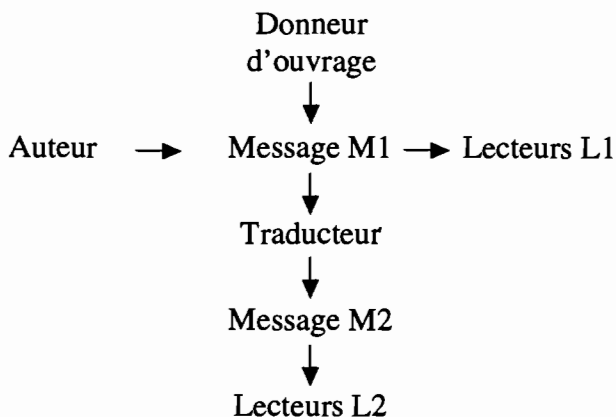 Donneur
d'ouvrage
Auteur Message M1 Lecteurs L1
Traducteur
Message M2
Lecteurs L2